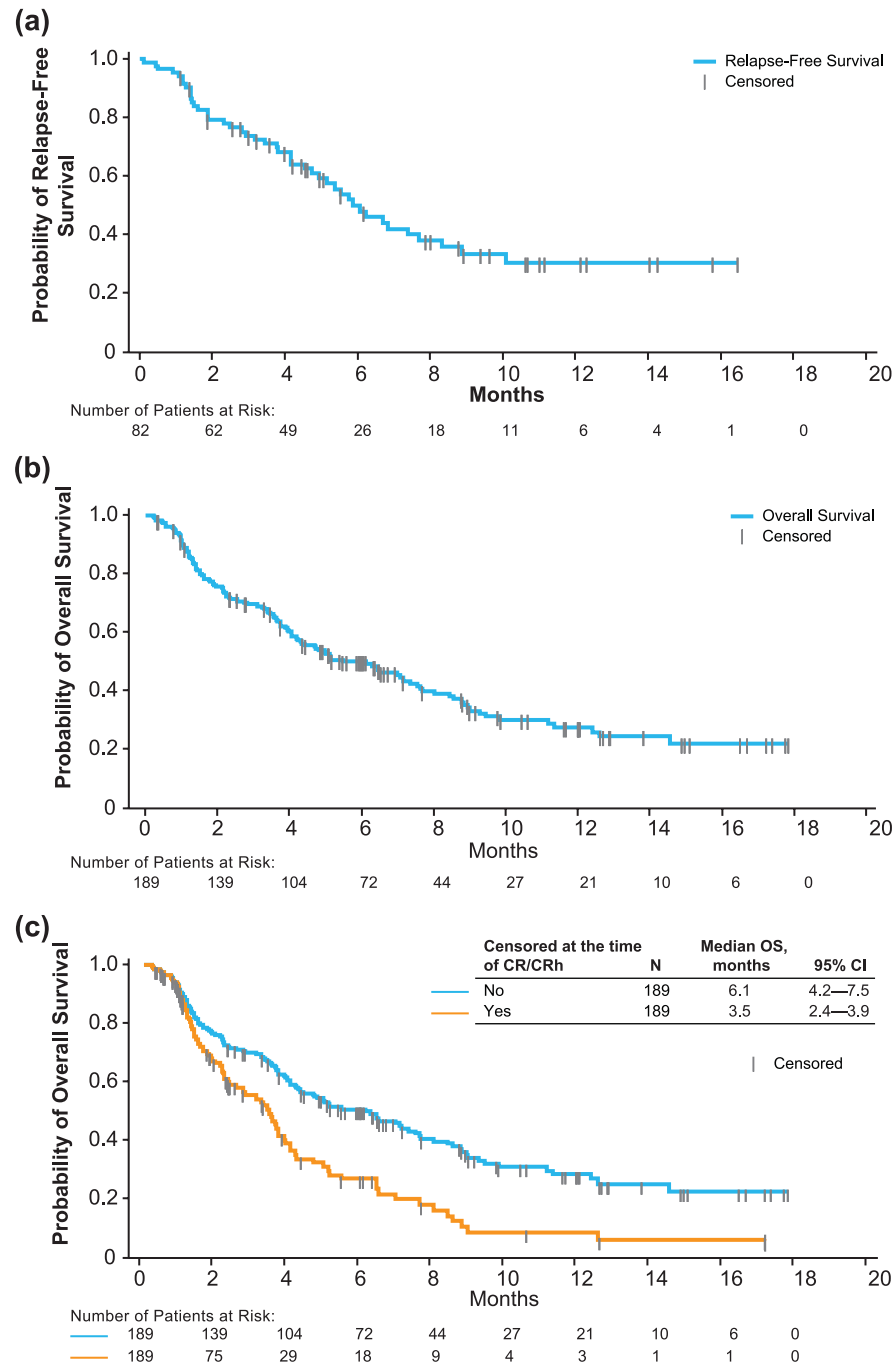 (a)
1.0
0.8
0.6
0.4
0.2
0
Probability of Relapse-Free
Survival
Relapse-Free Survival
Censored
0 2 4 6 8 10 12 14 16 18 20
Months
Number of Patients at Risk:
82 62 49 26 18 11 6 4 1 0
(b)
1.0
0.8
0.6
0.4
0.2
0
Probability of Overall Survival
Overall Survival
Censored
0 2 4 6 8 10 12 14 16 18 20
Months
Number of Patients at Risk:
189 139 104 72 44 27 21 10 6 0
(c)
1.0
0.8
0.6
0.4
0.2
0
Probability of Overall Survival
Censored at the time
of CR/CRh N Median OS,
months 95% CI
No 189 6.1 4.2—7.5
Yes 189 3.5 2.4—3.9
Censored
0 2 4 6 8 10 12 14 16 18 20
Months
Number of Patients at Risk:
189 139 104 72 44 27 21 10 6 0
189 75 29 18 9 4 3 1 1 0